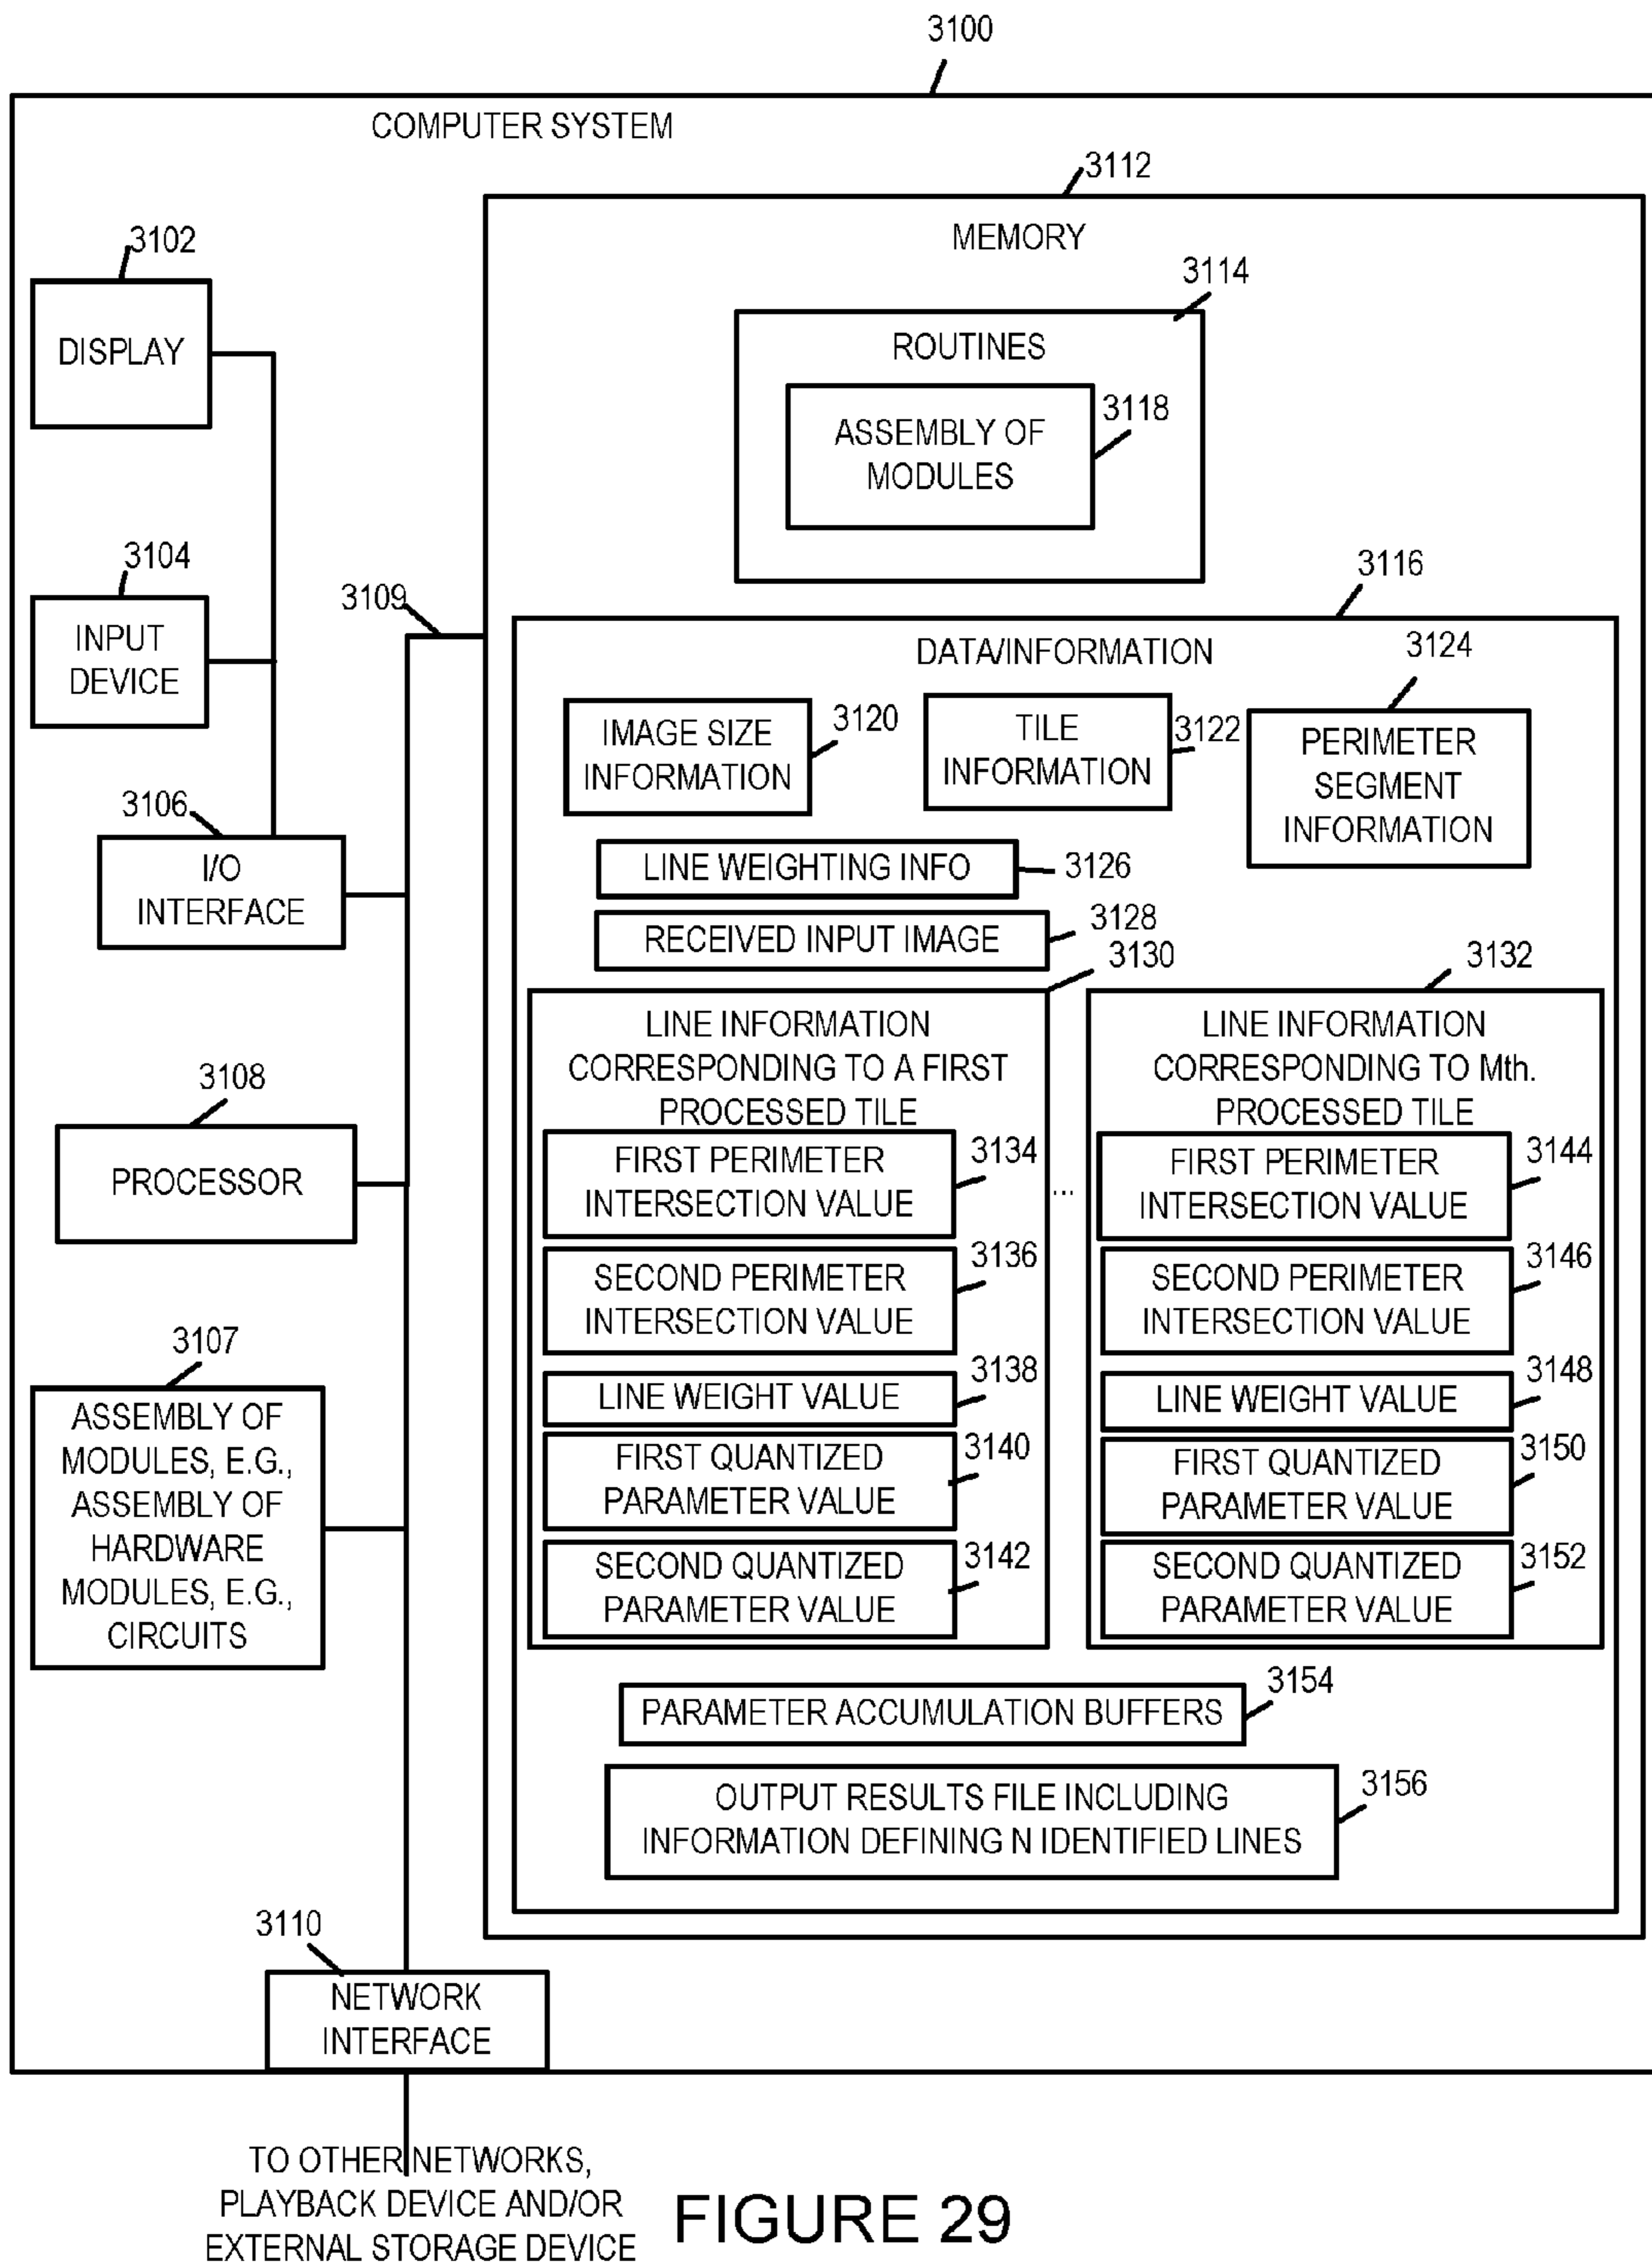 3100
COMPUTER SYSTEM
3112
MEMORY
3102
DISPLAY
3114
ROUTINES
3118
ASSEMBLY OF
MODULES
3104
INPUT
DEVICE
3109
3116
DATA/INFORMATION
3120
IMAGE SIZE
INFORMATION
3122
TILE
INFORMATION
3124
PERIMETER
SEGMENT
INFORMATION
3106
I/O
INTERFACE
LINE WEIGHTING INFO
3126
RECEIVED INPUT IMAGE
3128
3130
3132
LINE INFORMATION
CORRESPONDING TO A FIRST
PROCESSED TILE
FIRST PERIMETER
INTERSECTION VALUE
3134
SECOND PERIMETER
INTERSECTION VALUE
3136
LINE WEIGHT VALUE
3138
FIRST QUANTIZED
PARAMETER VALUE
3140
SECOND QUANTIZED
PARAMETER VALUE
3142
...
LINE INFORMATION
CORRESPONDING TO Mth.
PROCESSED TILE
FIRST PERIMETER
INTERSECTION VALUE
3144
SECOND PERIMETER
INTERSECTION VALUE
3146
LINE WEIGHT VALUE
3148
FIRST QUANTIZED
PARAMETER VALUE
3150
SECOND QUANTIZED
PARAMETER VALUE
3152
3108
PROCESSOR
3107
ASSEMBLY OF
MODULES, E.G.,
ASSEMBLY OF
HARDWARE
MODULES, E.G.,
CIRCUITS
PARAMETER ACCUMULATION BUFFERS
3154
OUTPUT RESULTS FILE INCLUDING
INFORMATION DEFINING N IDENTIFIED LINES
3156
3110
NETWORK
INTERFACE
TO OTHER NETWORKS,
PLAYBACK DEVICE AND/OR
EXTERNAL STORAGE DEVICE
FIGURE 29